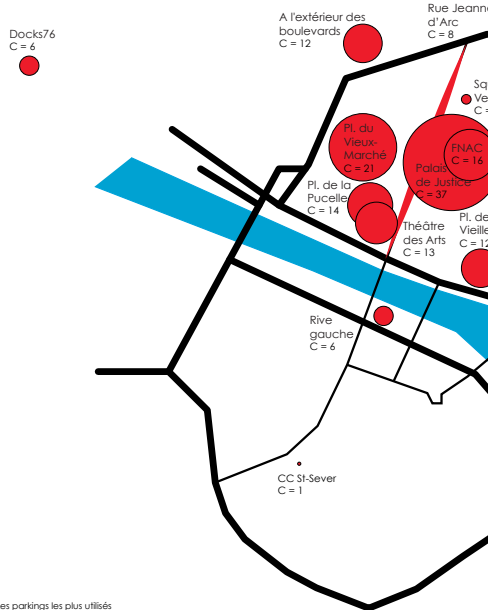 A l'extérieur des
boulevards
C = 12
Rue Jeanne
d'Arc
C = 8
Docks76
C = 6
Pl. du
Vieux-
Marché
C = 21
FNAC
C = 16
Palais
de Justice
C = 37
Pl. de la
Pucelle
C = 14
Théâtre
des Arts
C = 13
Pl. de
Vieille
C = 12
Rive
gauche
C = 6
CC St-Sever
C = 1
es parkings les plus utilisés